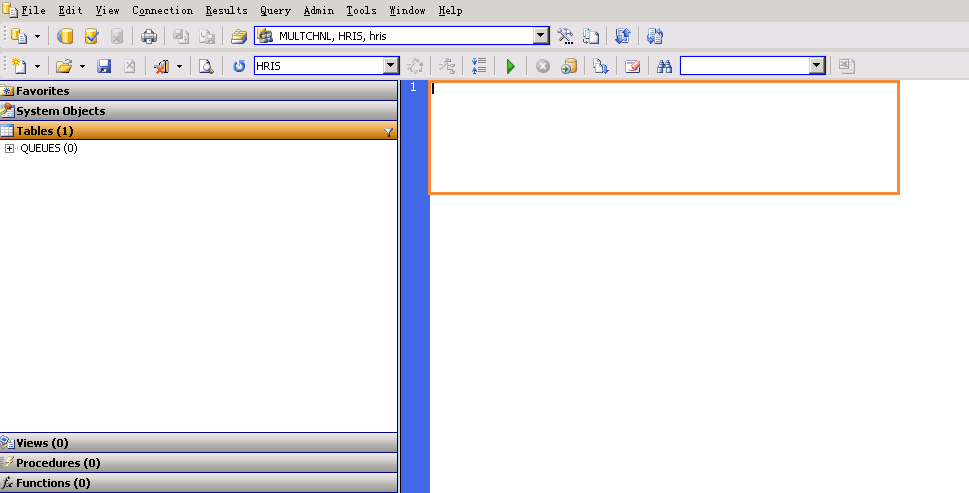 File Edit View Connection Results Query Admin Tools Window Help
MULTCHNL, HRIS, hris
HRIS
Favorites
System Objects
Tables (1)
QUEUES (0)
Views (0)
Procedures (0)
Functions (0)
1